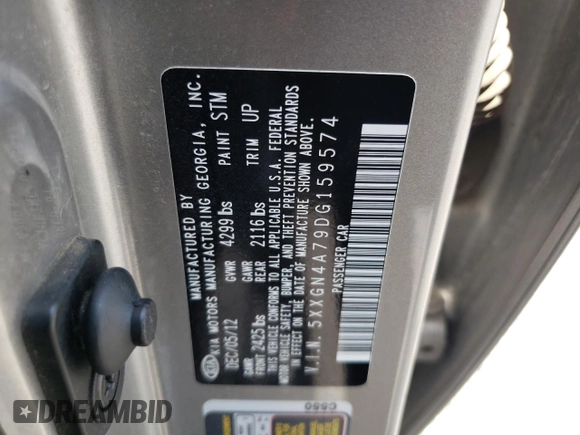 MANUFACTURED BY
KIA KIA MOTORS MANUFACTURING GEORGIA, INC.
DEC/05/12 GVWR 4299 lbs PAINT STM
GAWR GAWR
FRONT 2425 lbs REAR 2116 lbs TRIM UP
THIS VEHICLE CONFORMS TO ALL APPLICABLE U.S.A. FEDERAL
MOTOR VEHICLE SAFETY, BUMPER, AND THEFT PREVENTION STANDARDS
IN EFFECT ON THE DATE OF MANUFACTURE SHOWN ABOVE.
V.I.N. 5XXGN4A79DG159574
PASSENGER CAR
C550
DREAMBID